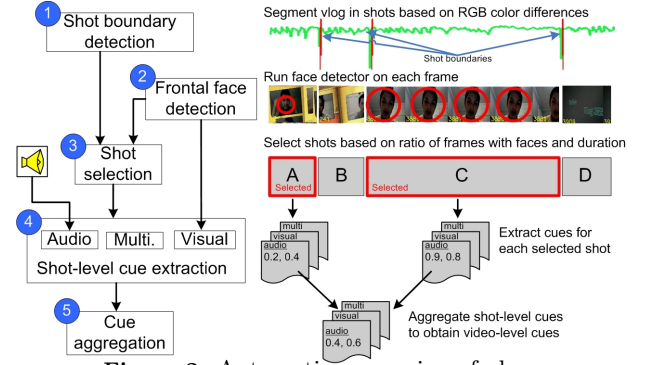 1
Shot boundary
detection
2
Frontal face
detection
3
Shot
selection
4
Audio
Multi.
Visual
Shot-level cue extraction
5
Cue
aggregation
Segment vlog in shots based on RGB color differences
Shot boundaries
Run face detector on each frame
Select shots based on ratio of frames with faces and duration
A
Selected
B
C
Selected
D
multi
visual
audio
0.2, 0.4
multi
visual
audio
0.9, 0.8
Extract cues for
each selected shot
multi
visual
audio
0.4, 0.6
Aggregate shot-level cues
to obtain video-level cues